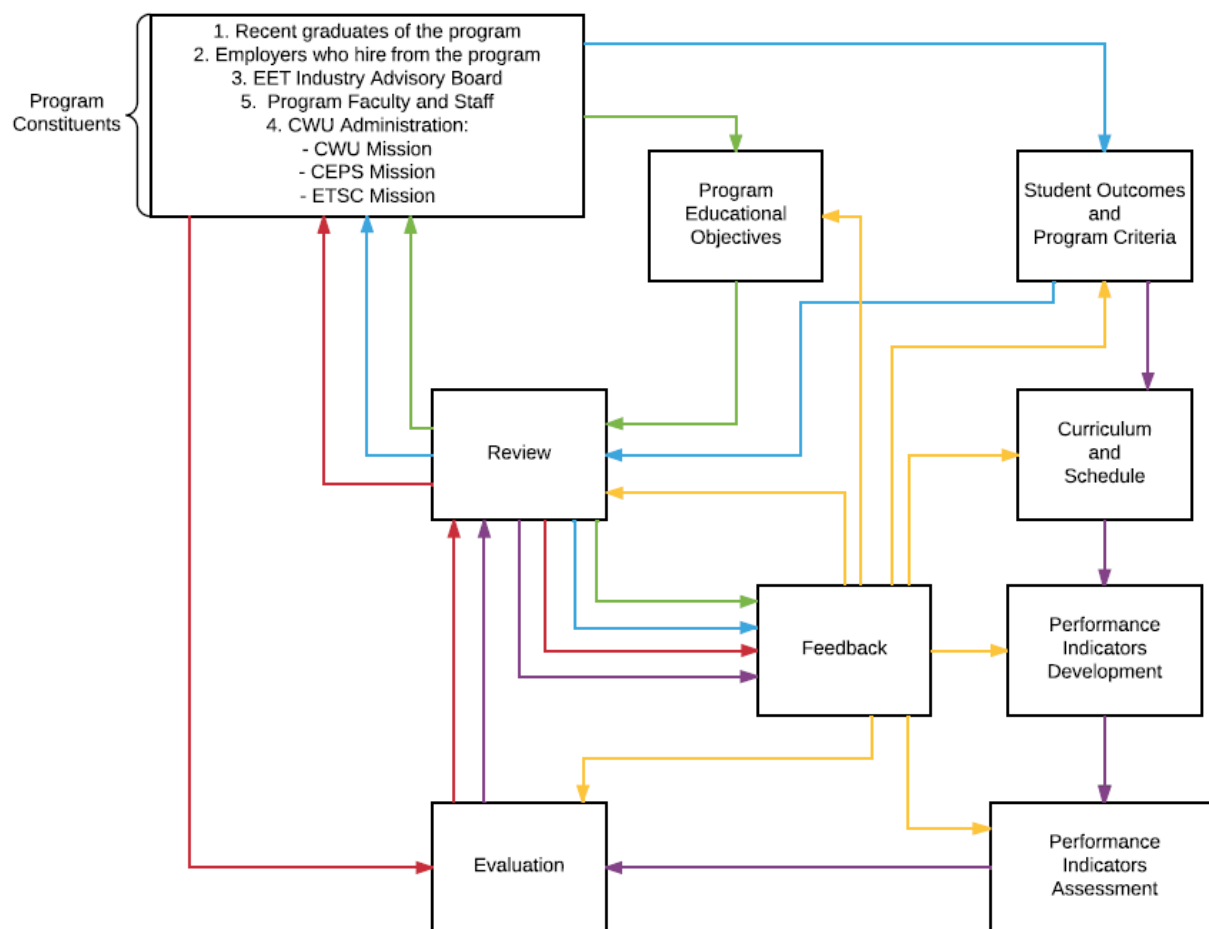 1. Recent graduates of the program
2. Employers who hire from the program
3. EET Industry Advisory Board
5. Program Faculty and Staff
4. CWU Administration:
- CWU Mission
- CEPS Mission
- ETSC Mission
Program
Constituents
Program
Educational
Objectives
Student Outcomes
and
Program Criteria
Review
Curriculum
and
Schedule
Feedback
Performance
Indicators
Development
Evaluation
Performance
Indicators
Assessment